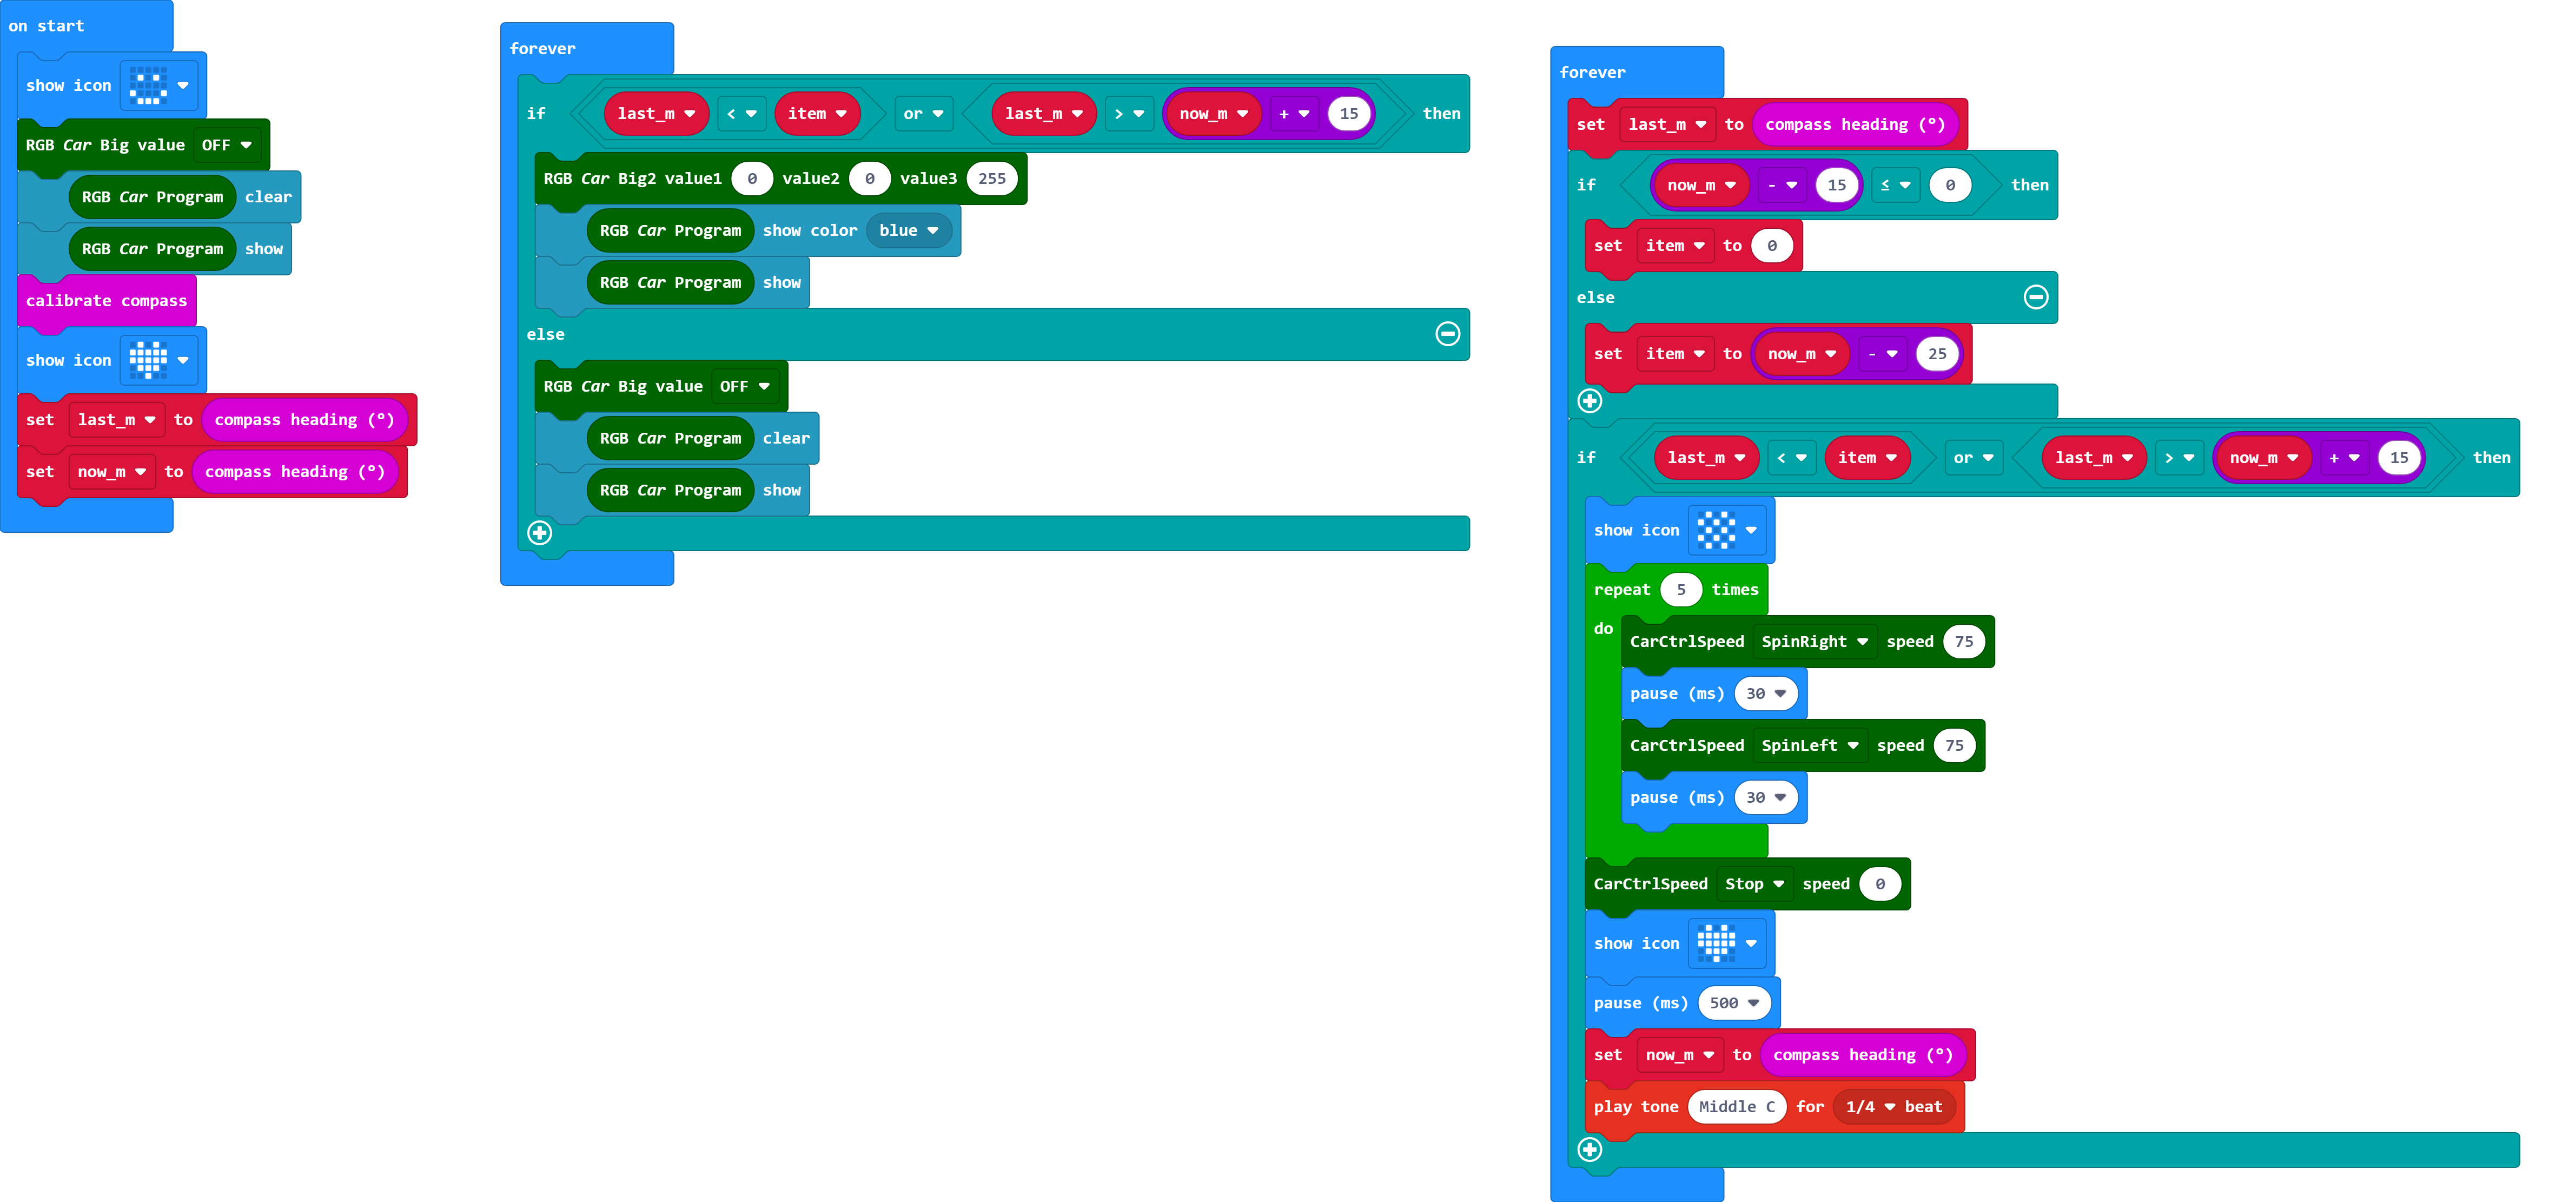 on start
show icon
RGB Car Big value OFF
RGB Car Program clear
RGB Car Program show
calibrate compass
show icon
set last_m to compass heading (°)
set now_m to compass heading (°)
forever
if last_m < item or last_m > now_m + 15 then
RGB Car Big2 value1 0 value2 0 value3 255
RGB Car Program show color blue
RGB Car Program show
else
RGB Car Big value OFF
RGB Car Program clear
RGB Car Program show
forever
set last_m to compass heading (°)
if now_m - 15 ≤ 0 then
set item to 0
else
set item to now_m - 25
if last_m < item or last_m > now_m + 15 then
show icon
repeat 5 times
do CarCtrlSpeed SpinRight speed 75
pause (ms) 30
CarCtrlSpeed SpinLeft speed 75
pause (ms) 30
CarCtrlSpeed Stop speed 0
show icon
pause (ms) 500
set now_m to compass heading (°)
play tone Middle C for 1/4 beat